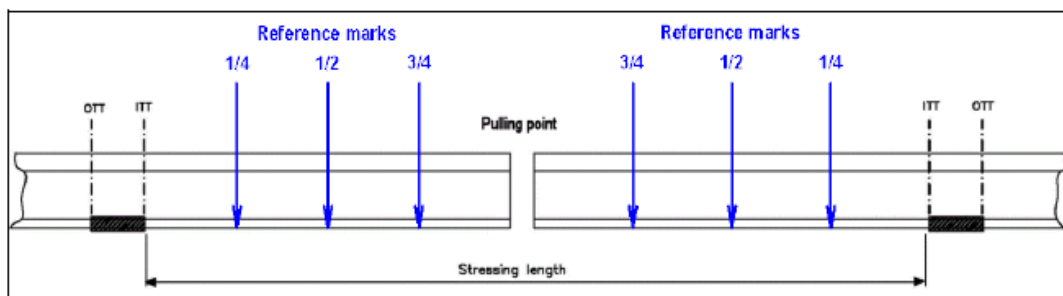 Reference marks Reference marks
1/4 1/2 3/4 3/4 1/2 1/4
OTT ITT ITT OTT
Pulling point
Stressing length